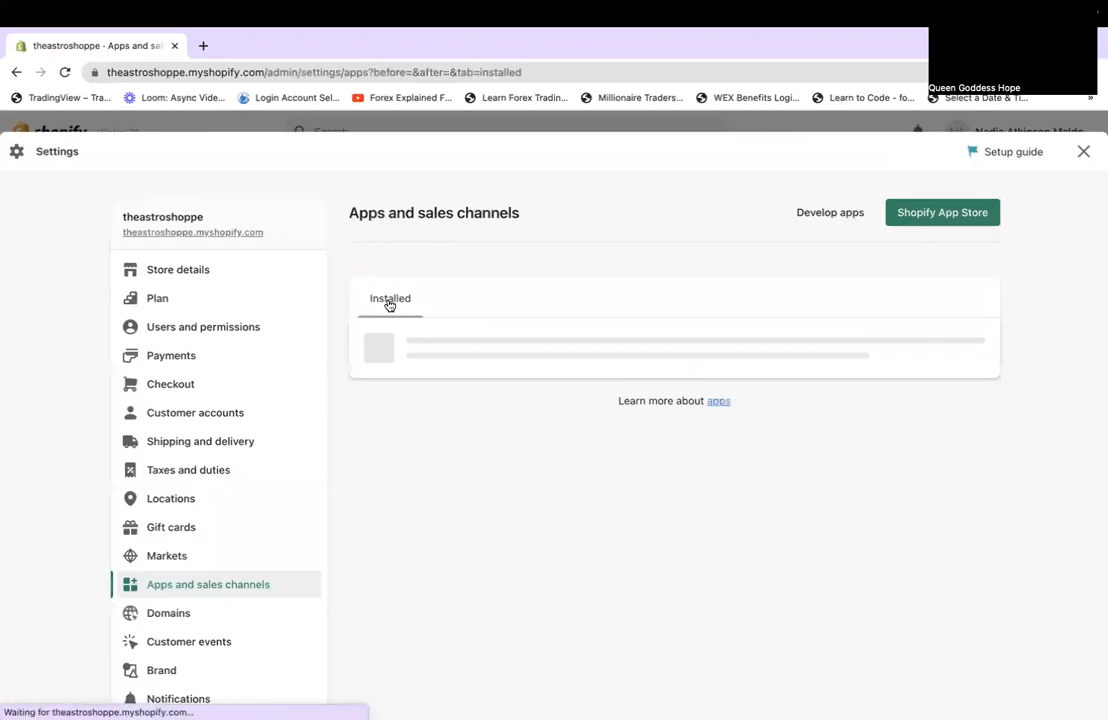 theastroshoppe · Apps and sal
theastroshoppe.myshopify.com/admin/settings/apps?before=&after=&tab=installed
Queen Goddess Hope
TradingView – Tra...
Loom: Async Vide...
Login Account Sel...
Forex Explained F...
Learn Forex Tradin...
Millionaire Traders...
WEX Benefits Logi...
Learn to Code - fo...
Select a Date & Ti...
»
shopify
Search
Nadia Atkinson Maldo
Settings
Setup guide
theastroshoppe
theastroshoppe.myshopify.com
Apps and sales channels
Develop apps
Shopify App Store
Store details
Plan
Users and permissions
Payments
Checkout
Customer accounts
Shipping and delivery
Taxes and duties
Locations
Gift cards
Markets
Apps and sales channels
Domains
Customer events
Brand
Notifications
Installed
Learn more about apps
Waiting for theastroshoppe.myshopify.com...